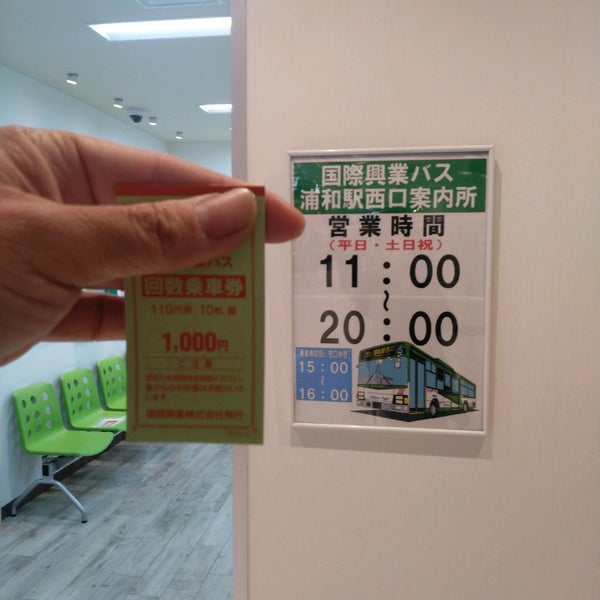 バス
回数乗車券
110円券 10枚綴
1,000円
ご注意
国際興業株式会社発行
国際興業バス
浦和駅西口案内所
営業時間
(平日・土日祝)
11:00
～
20:00
15:00
～
16:00